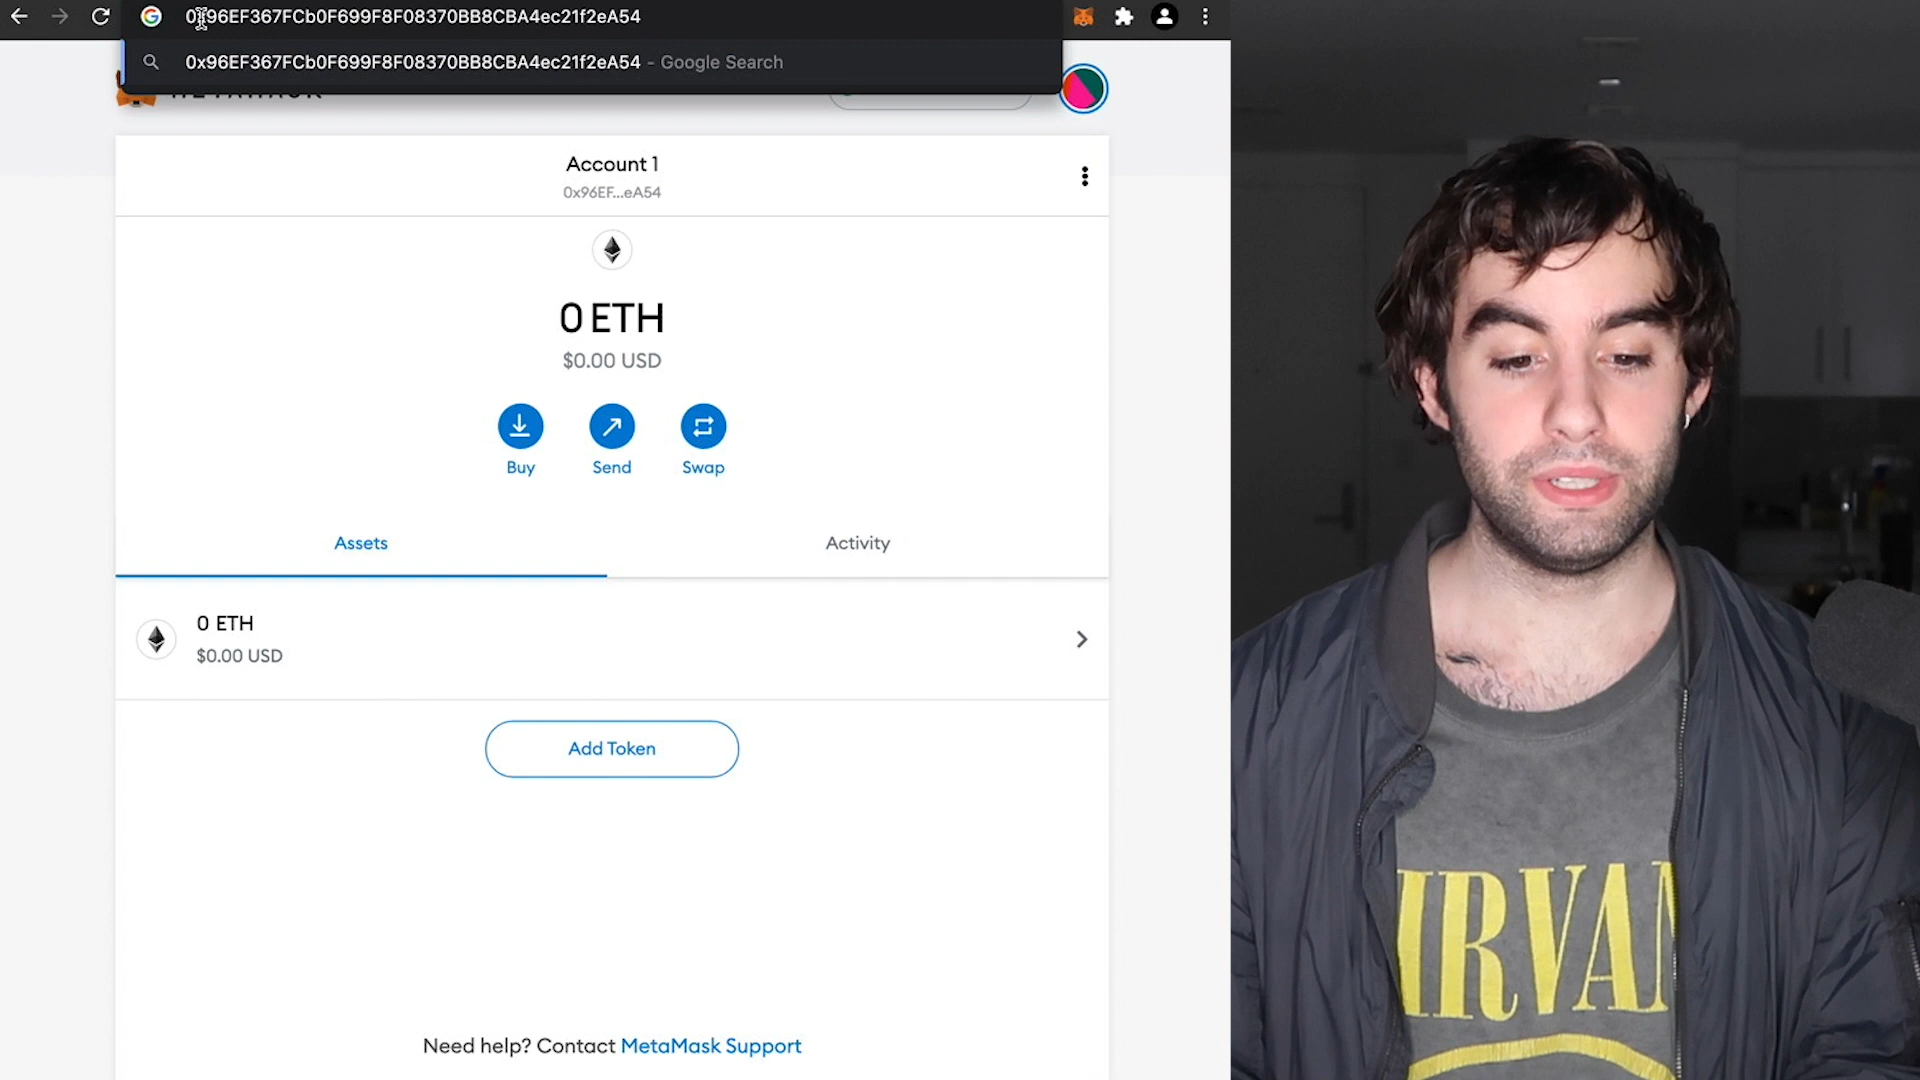 0x96EF367FCb0F699F8F08370BB8CBA4ec21f2eA54
0x96EF367FCb0F699F8F08370BB8CBA4ec21f2eA54 - Google Search
Account 1
0x96EF...eA54
0 ETH
$0.00 USD
Buy
Send
Swap
Assets
Activity
0 ETH
$0.00 USD
Add Token
Need help? Contact MetaMask Support
IRVAN